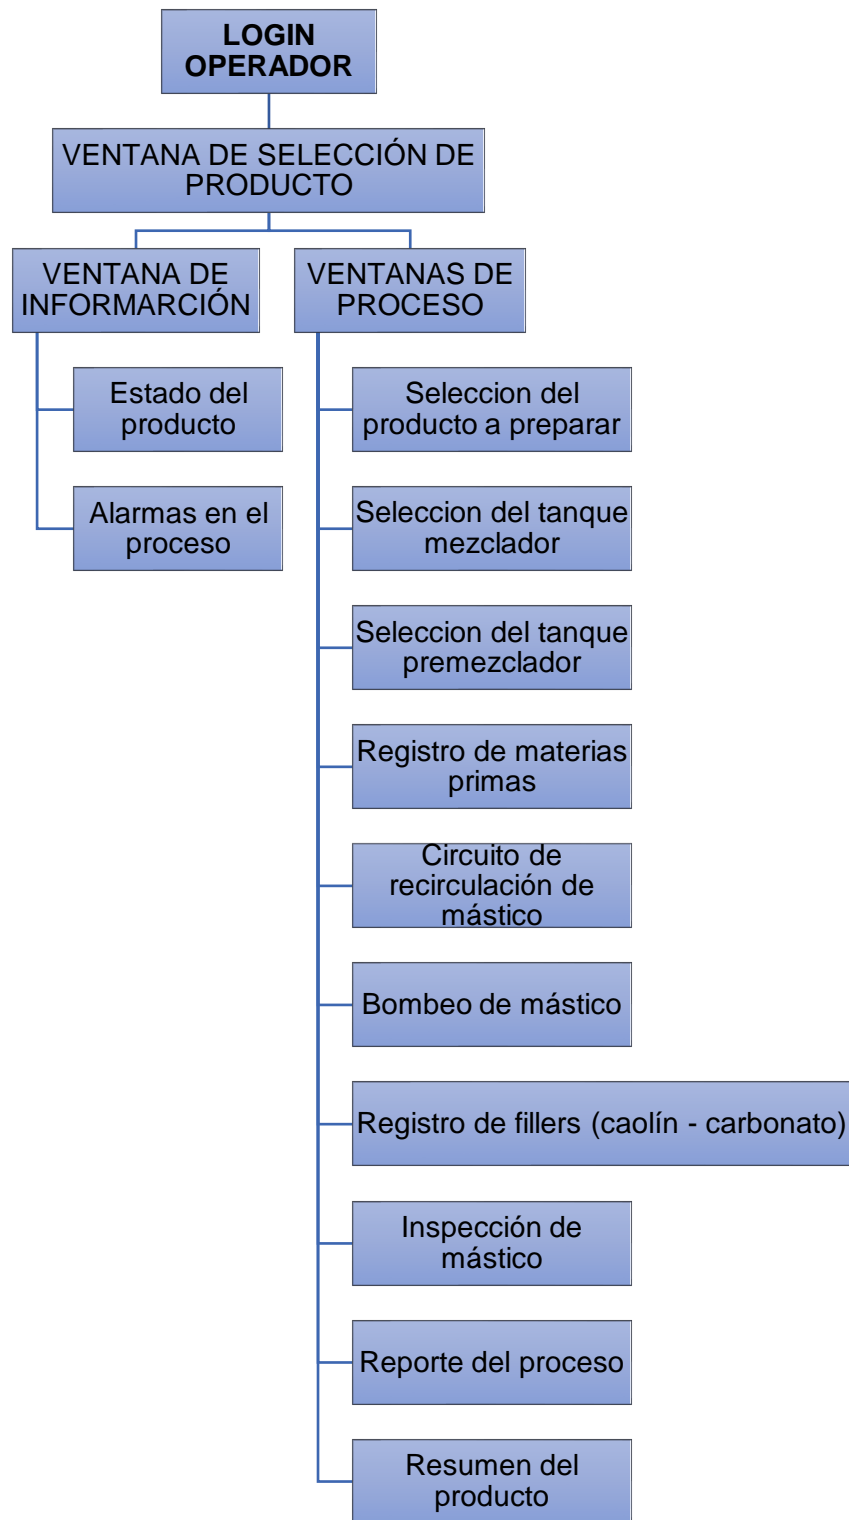 LOGIN
OPERADOR
VENTANA DE SELECCIÓN DE
PRODUCTO
VENTANA DE
INFORMARCIÓN
VENTANAS DE
PROCESO
Estado del
producto
Alarmas en el
proceso
Seleccion del
producto a preparar
Seleccion del tanque
mezclador
Seleccion del tanque
premezclador
Registro de materias
primas
Circuito de
recirculación de
mástico
Bombeo de mástico
Registro de fillers (caolín - carbonato)
Inspección de
mástico
Reporte del proceso
Resumen del
producto